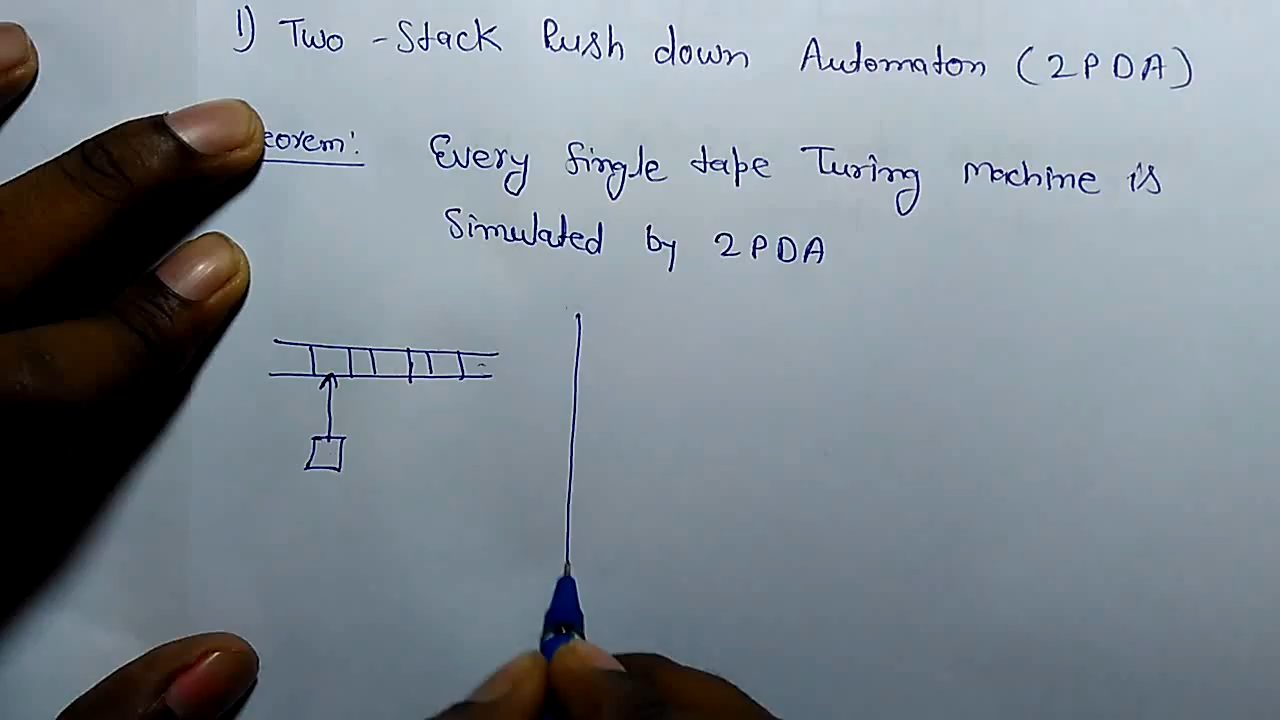 1) Two-Stack Push down Automaton (2PDA)
eorem: Every Single tape Turing Machine is
Simulated by 2PDA